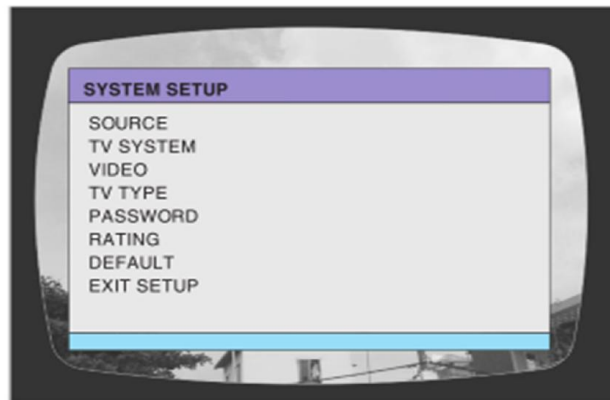 SYSTEM SETUP
SOURCE
TV SYSTEM
VIDEO
TV TYPE
PASSWORD
RATING
DEFAULT
EXIT SETUP